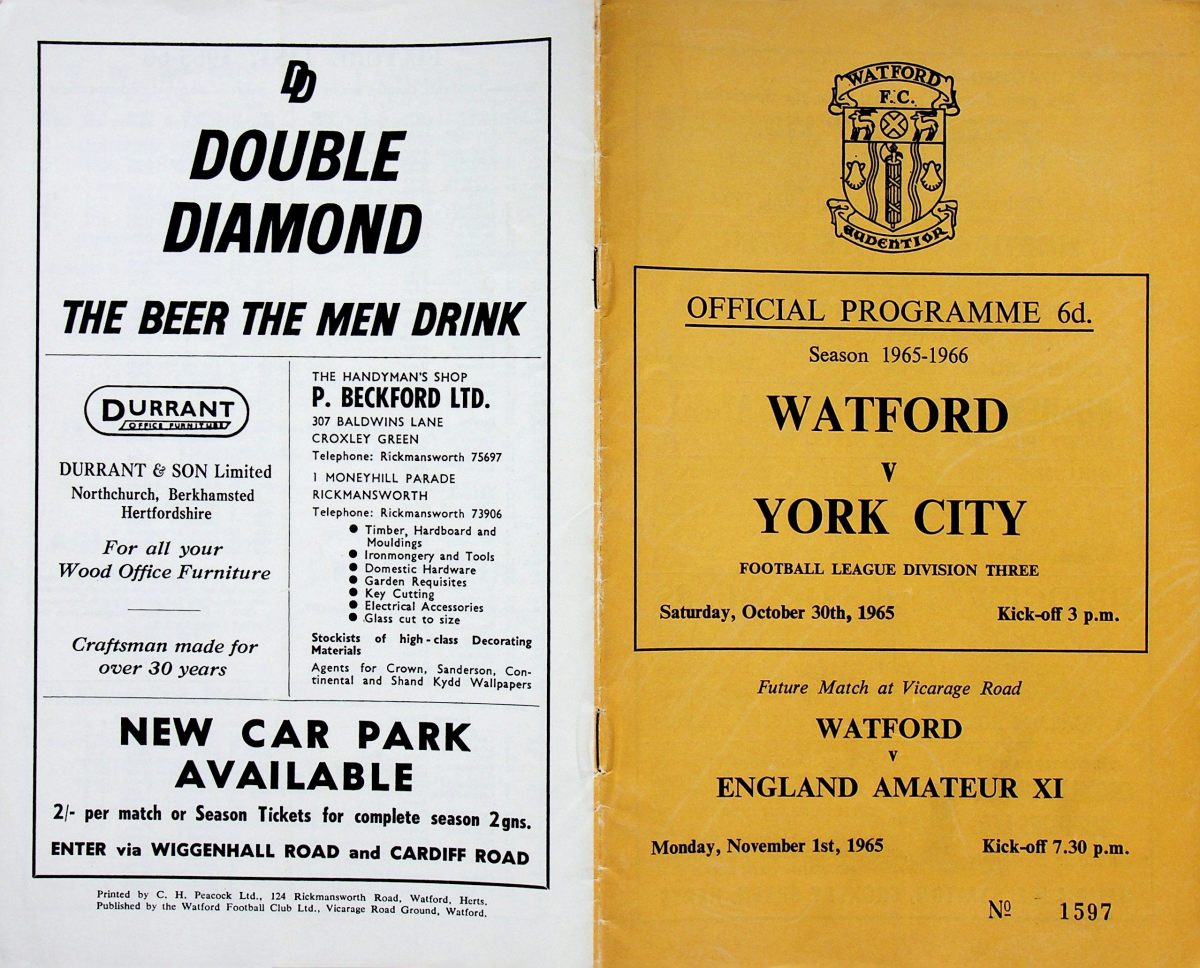 DD
DOUBLE
DIAMOND
THE BEER THE MEN DRINK
DURRANT
OFFICE FURNITURE
DURRANT & SON Limited
Northchurch, Berkhamsted
Hertfordshire
For all your
Wood Office Furniture
Craftsman made for
over 30 years
THE HANDYMAN'S SHOP
P. BECKFORD LTD.
307 BALDWINS LANE
CROXLEY GREEN
Telephone: Rickmansworth 75697
1 MONEYHILL PARADE
RICKMANSWORTH
Telephone: Rickmansworth 73906
● Timber, Hardboard and
Mouldings
● Ironmongery and Tools
● Domestic Hardware
● Garden Requisites
● Key Cutting
● Electrical Accessories
● Glass cut to size
Stockists of high-class Decorating
Materials
Agents for Crown, Sanderson, Con-
tinental and Shand Kydd Wallpapers
NEW CAR PARK
AVAILABLE
2/- per match or Season Tickets for complete season 2gns.
ENTER via WIGGENHALL ROAD and CARDIFF ROAD
Printed by C. H. Peacock Ltd., 124 Rickmansworth Road, Watford, Herts.
Published by the Watford Football Club Ltd., Vicarage Road Ground, Watford.
WATFORD
F.C.
AUDENTIOR
OFFICIAL PROGRAMME 6d.
Season 1965-1966
WATFORD
v
YORK CITY
FOOTBALL LEAGUE DIVISION THREE
Saturday, October 30th, 1965 Kick-off 3 p.m.
Future Match at Vicarage Road
WATFORD
v
ENGLAND AMATEUR XI
Monday, November 1st, 1965 Kick-off 7.30 p.m.
Nº 1597